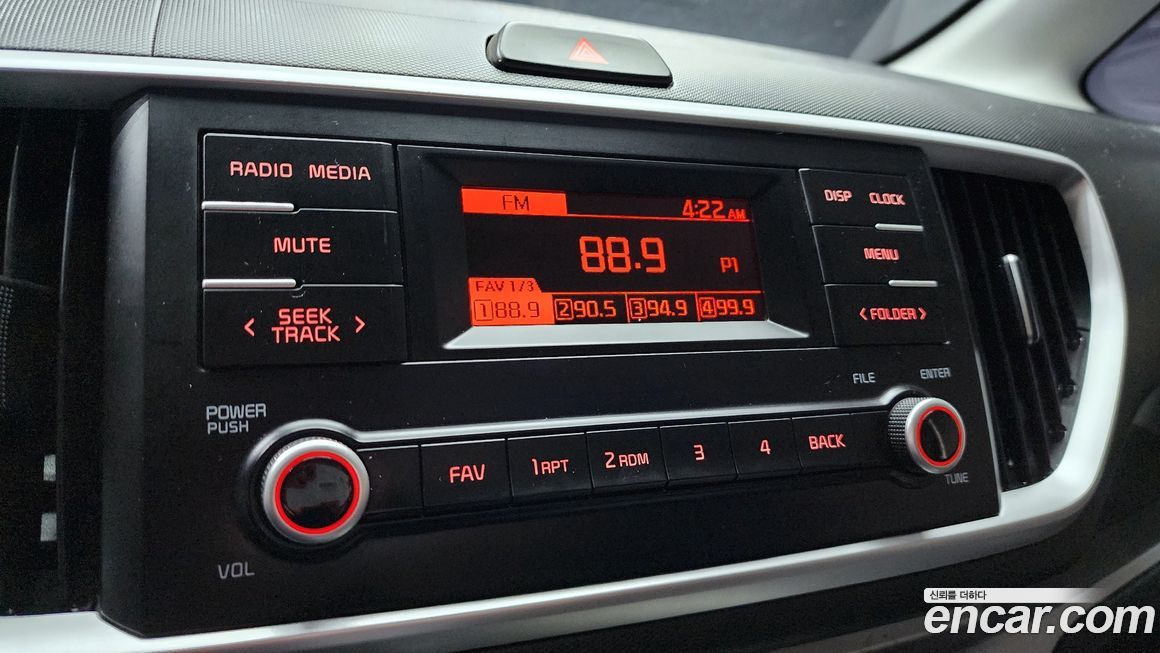 RADIO MEDIA
MUTE
< SEEK TRACK >
FM 4:22 AM
88.9 P1
FAV 1/3
1 88.9 2 90.5 3 94.9 4 99.9
DISP CLOCK
MENU
< FOLDER >
POWER
PUSH
VOL
FAV 1 RPT 2 RDM 3 4 BACK
FILE ENTER
TUNE
신뢰를 더하다
encar.com